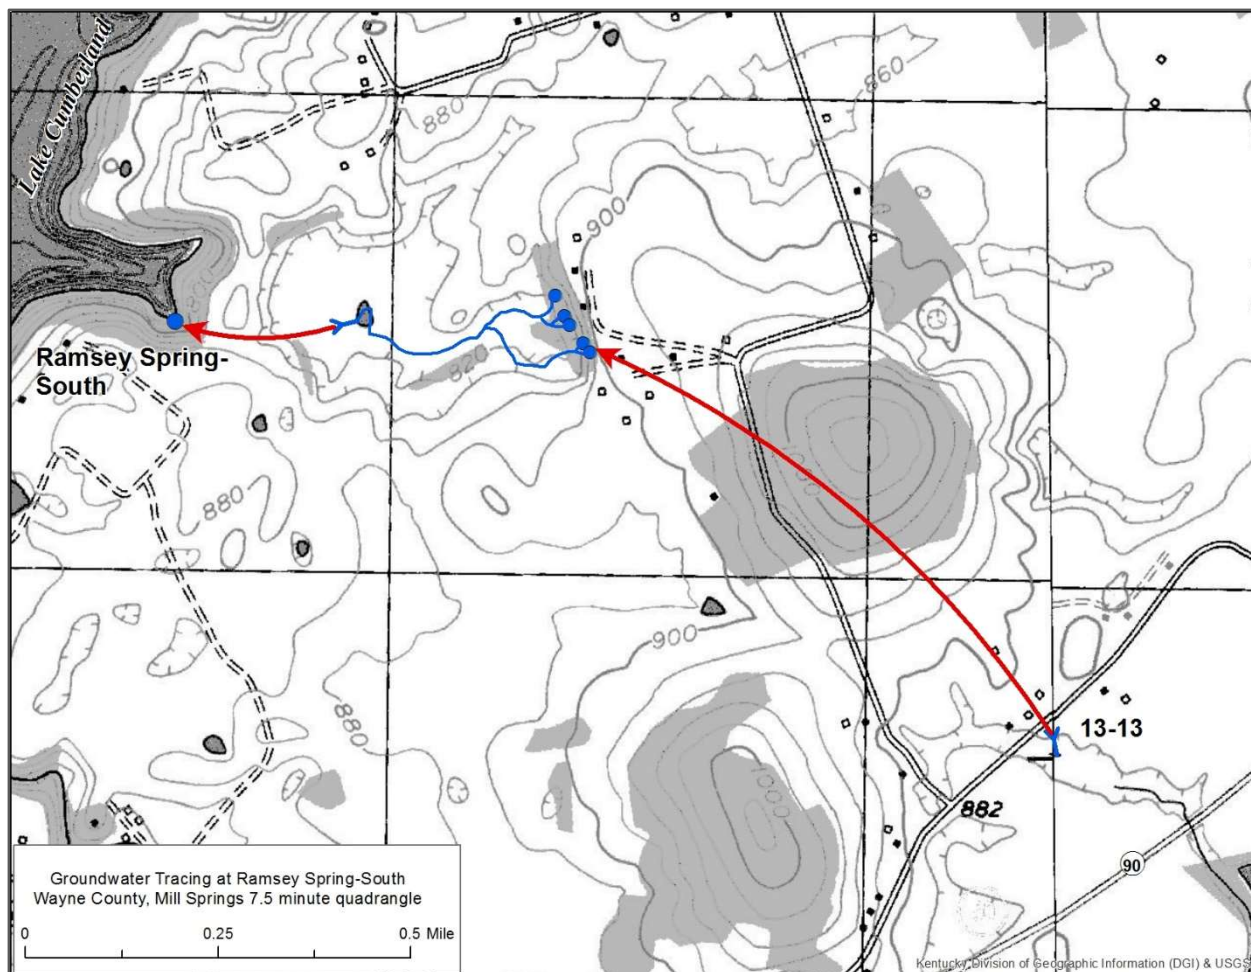 Lake Cumberland
880
860
900
800
Ramsey Spring-
South
820
880
900
880
1000
13-13
882
90
Groundwater Tracing at Ramsey Spring-South
Wayne County, Mill Springs 7.5 minute quadrangle
0 0.25 0.5 Mile
Kentucky Division of Geographic Information (DGI) & USGS